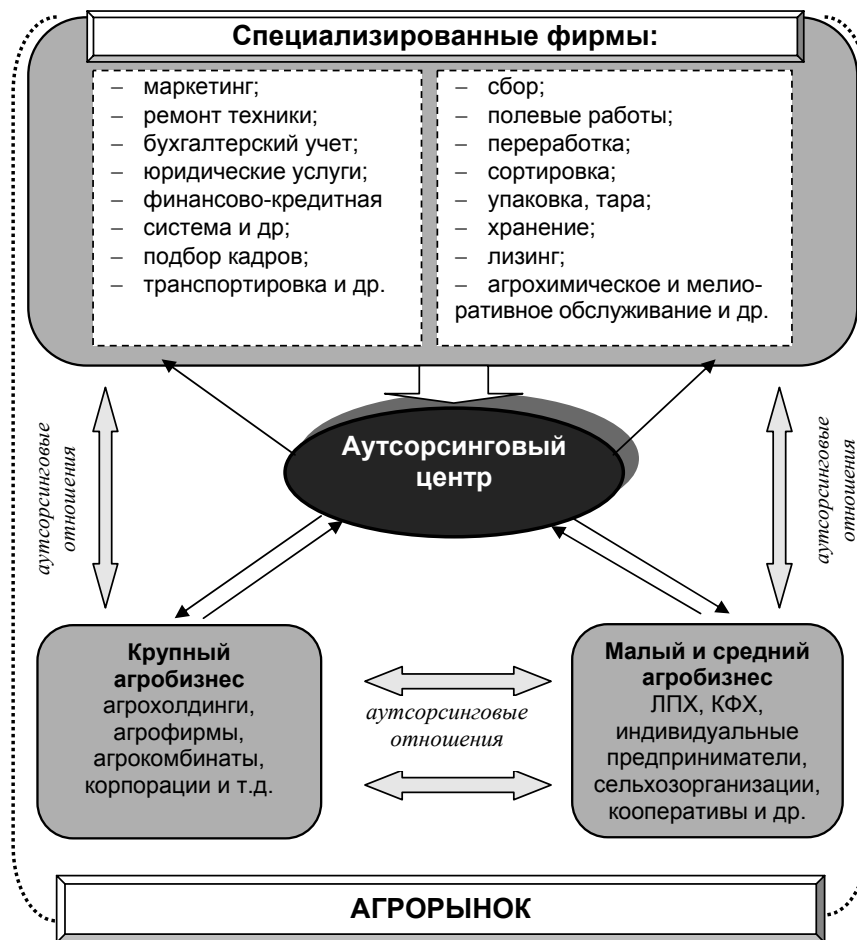 Специализированные фирмы:
– маркетинг;
– ремонт техники;
– бухгалтерский учет;
– юридические услуги;
– финансово-кредитная
– система и др;
– подбор кадров;
– транспортировка и др.
– сбор;
– полевые работы;
– переработка;
– сортировка;
– упаковка, тара;
– хранение;
– лизинг;
– агрохимическое и мелио-
ративное обслуживание и др.
аутсорсинговые
отношения
Аутсорсинговый
центр
аутсорсинговые
отношения
Крупный
агробизнес
агрохолдинги,
агрофирмы,
агрокомбинаты,
корпорации и т.д.
аутсорсинговые
отношения
Малый и средний
агробизнес
ЛПХ, КФХ,
индивидуальные
предприниматели,
сельхозорганизации,
кооперативы и др.
АГРОРЫНОК